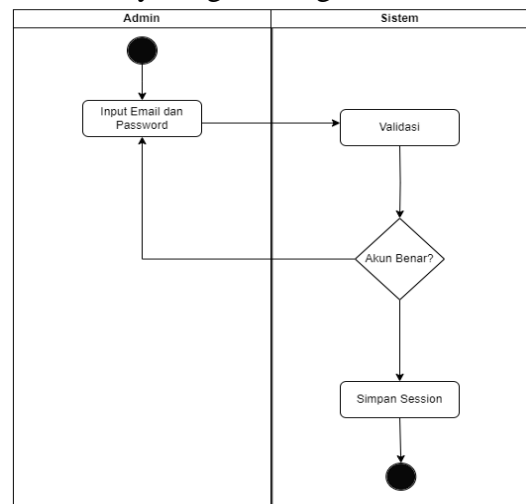 Admin
Sistem
Input Email dan
Password
Validasi
Akun Benar?
Simpan Session